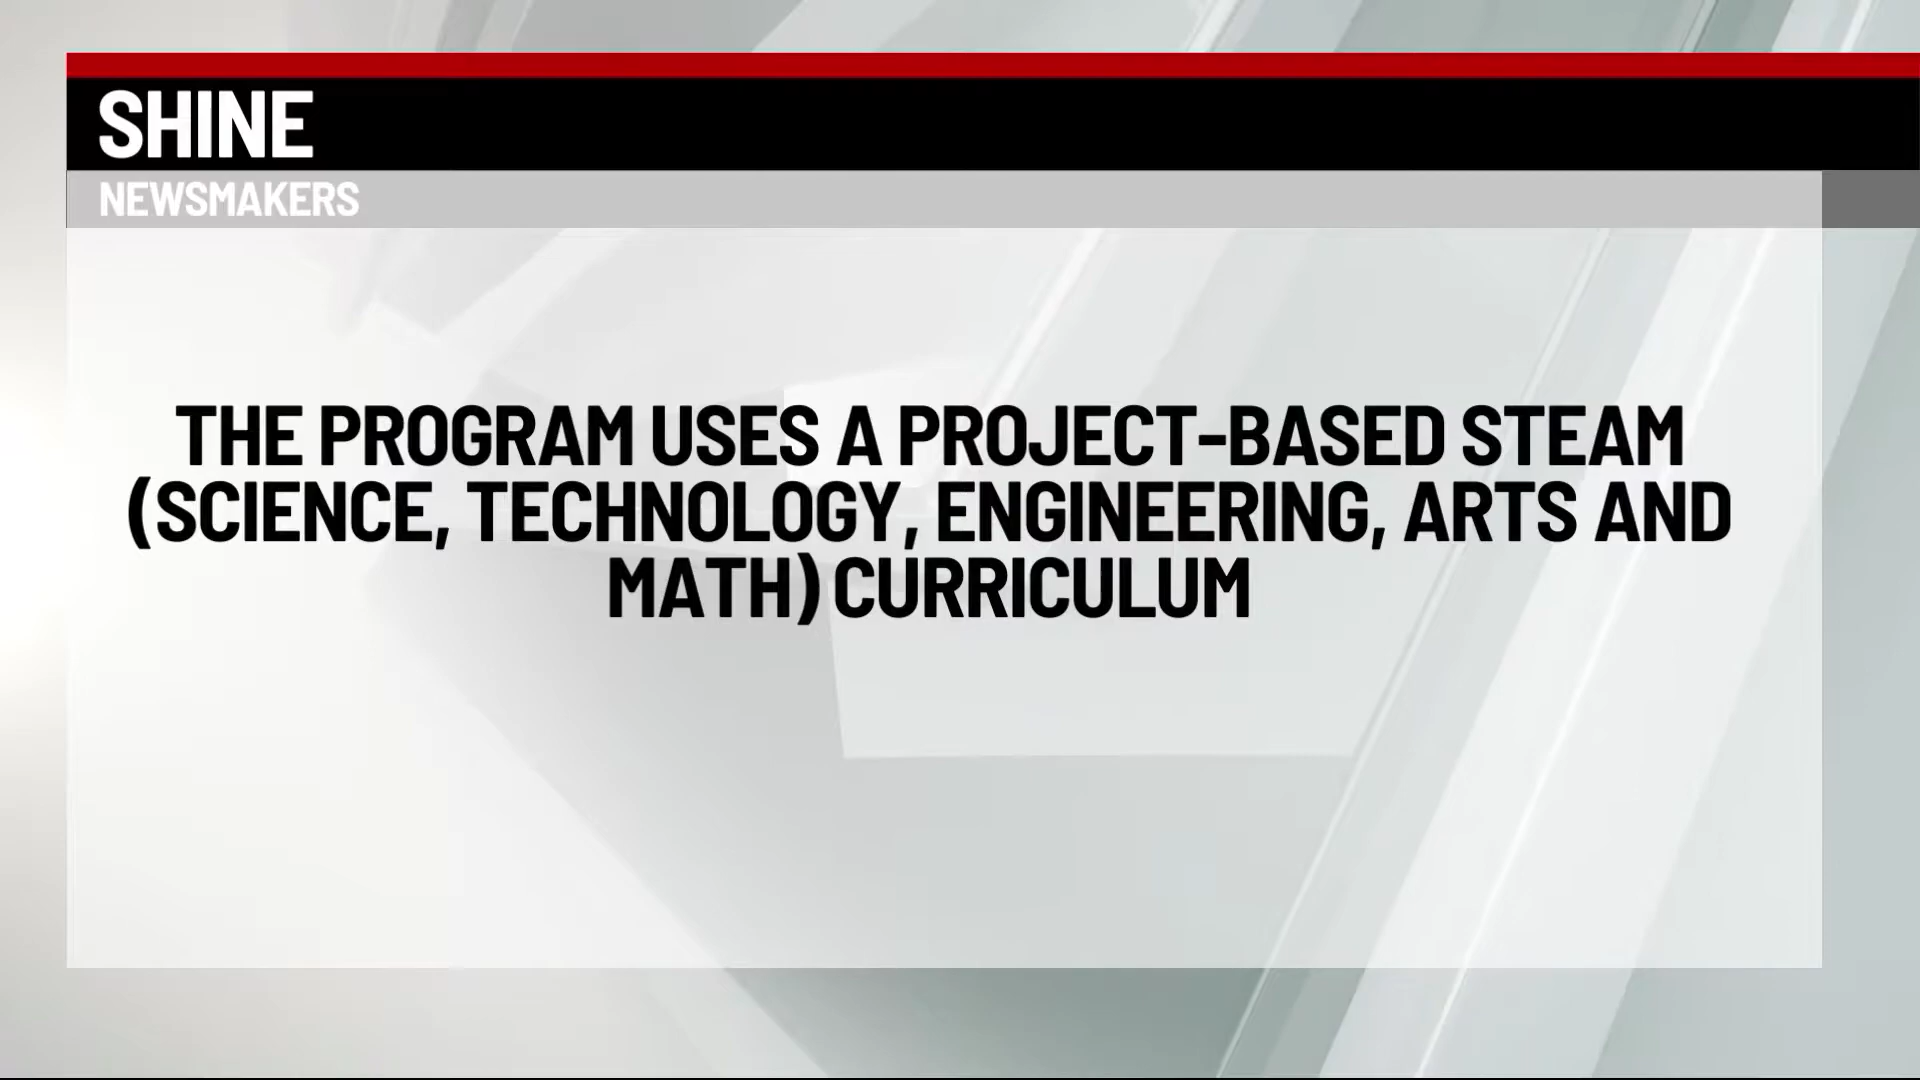 SHINE
NEWSMAKERS
THE PROGRAM USES A PROJECT-BASED STEAM
(SCIENCE, TECHNOLOGY, ENGINEERING, ARTS AND
MATH) CURRICULUM